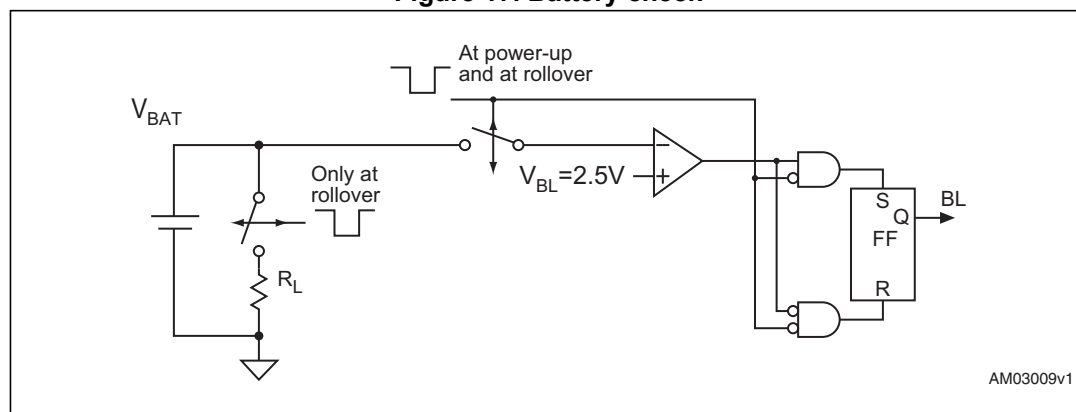 Figure Battery check
At power-up
and at rollover
V_BAT
Only at
rollover
R_L
V_BL=2.5V
−
+
S
Q
FF
R
BL
AM03009v1